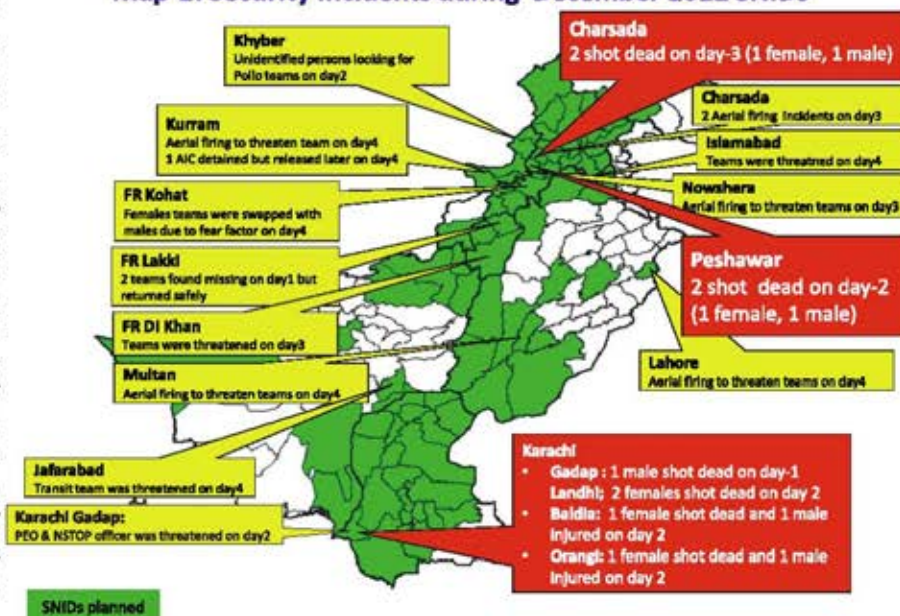 Khyber
Unidentified persons looking for
Polio teams on day2
Charsada
2 shot dead on day-3 (1 female, 1 male)
Kurram
Aerial firing to threaten team on day4
1 AIC detained but released later on day4
Charsada
2 Aerial firing incidents on day3
Islamabad
Teams were threatned on day4
FR Kohat
Females teams were swapped with
males due to fear factor on day4
Nowshera
Aerial firing to threaten teams on day3
FR Lakki
2 teams found missing on day1 but
returned safely
Peshawar
2 shot dead on day-2
(1 female, 1 male)
FR DI Khan
Teams were threatened on day3
Multan
Aerial firing to threaten teams on day4
Lahore
Aerial firing to threaten teams on day4
Jafarabad
Transit team was threatened on day4
Karachi
• Gadap : 1 male shot dead on day-1
Landhi; 2 females shot dead on day 2
• Baldia: 1 female shot dead and 1 male
injured on day 2
• Orangi: 1 female shot dead and 1 male
injured on day 2
Karachi Gadap:
PEO & NSTOP officer was threatened on day2
SNIDs planned